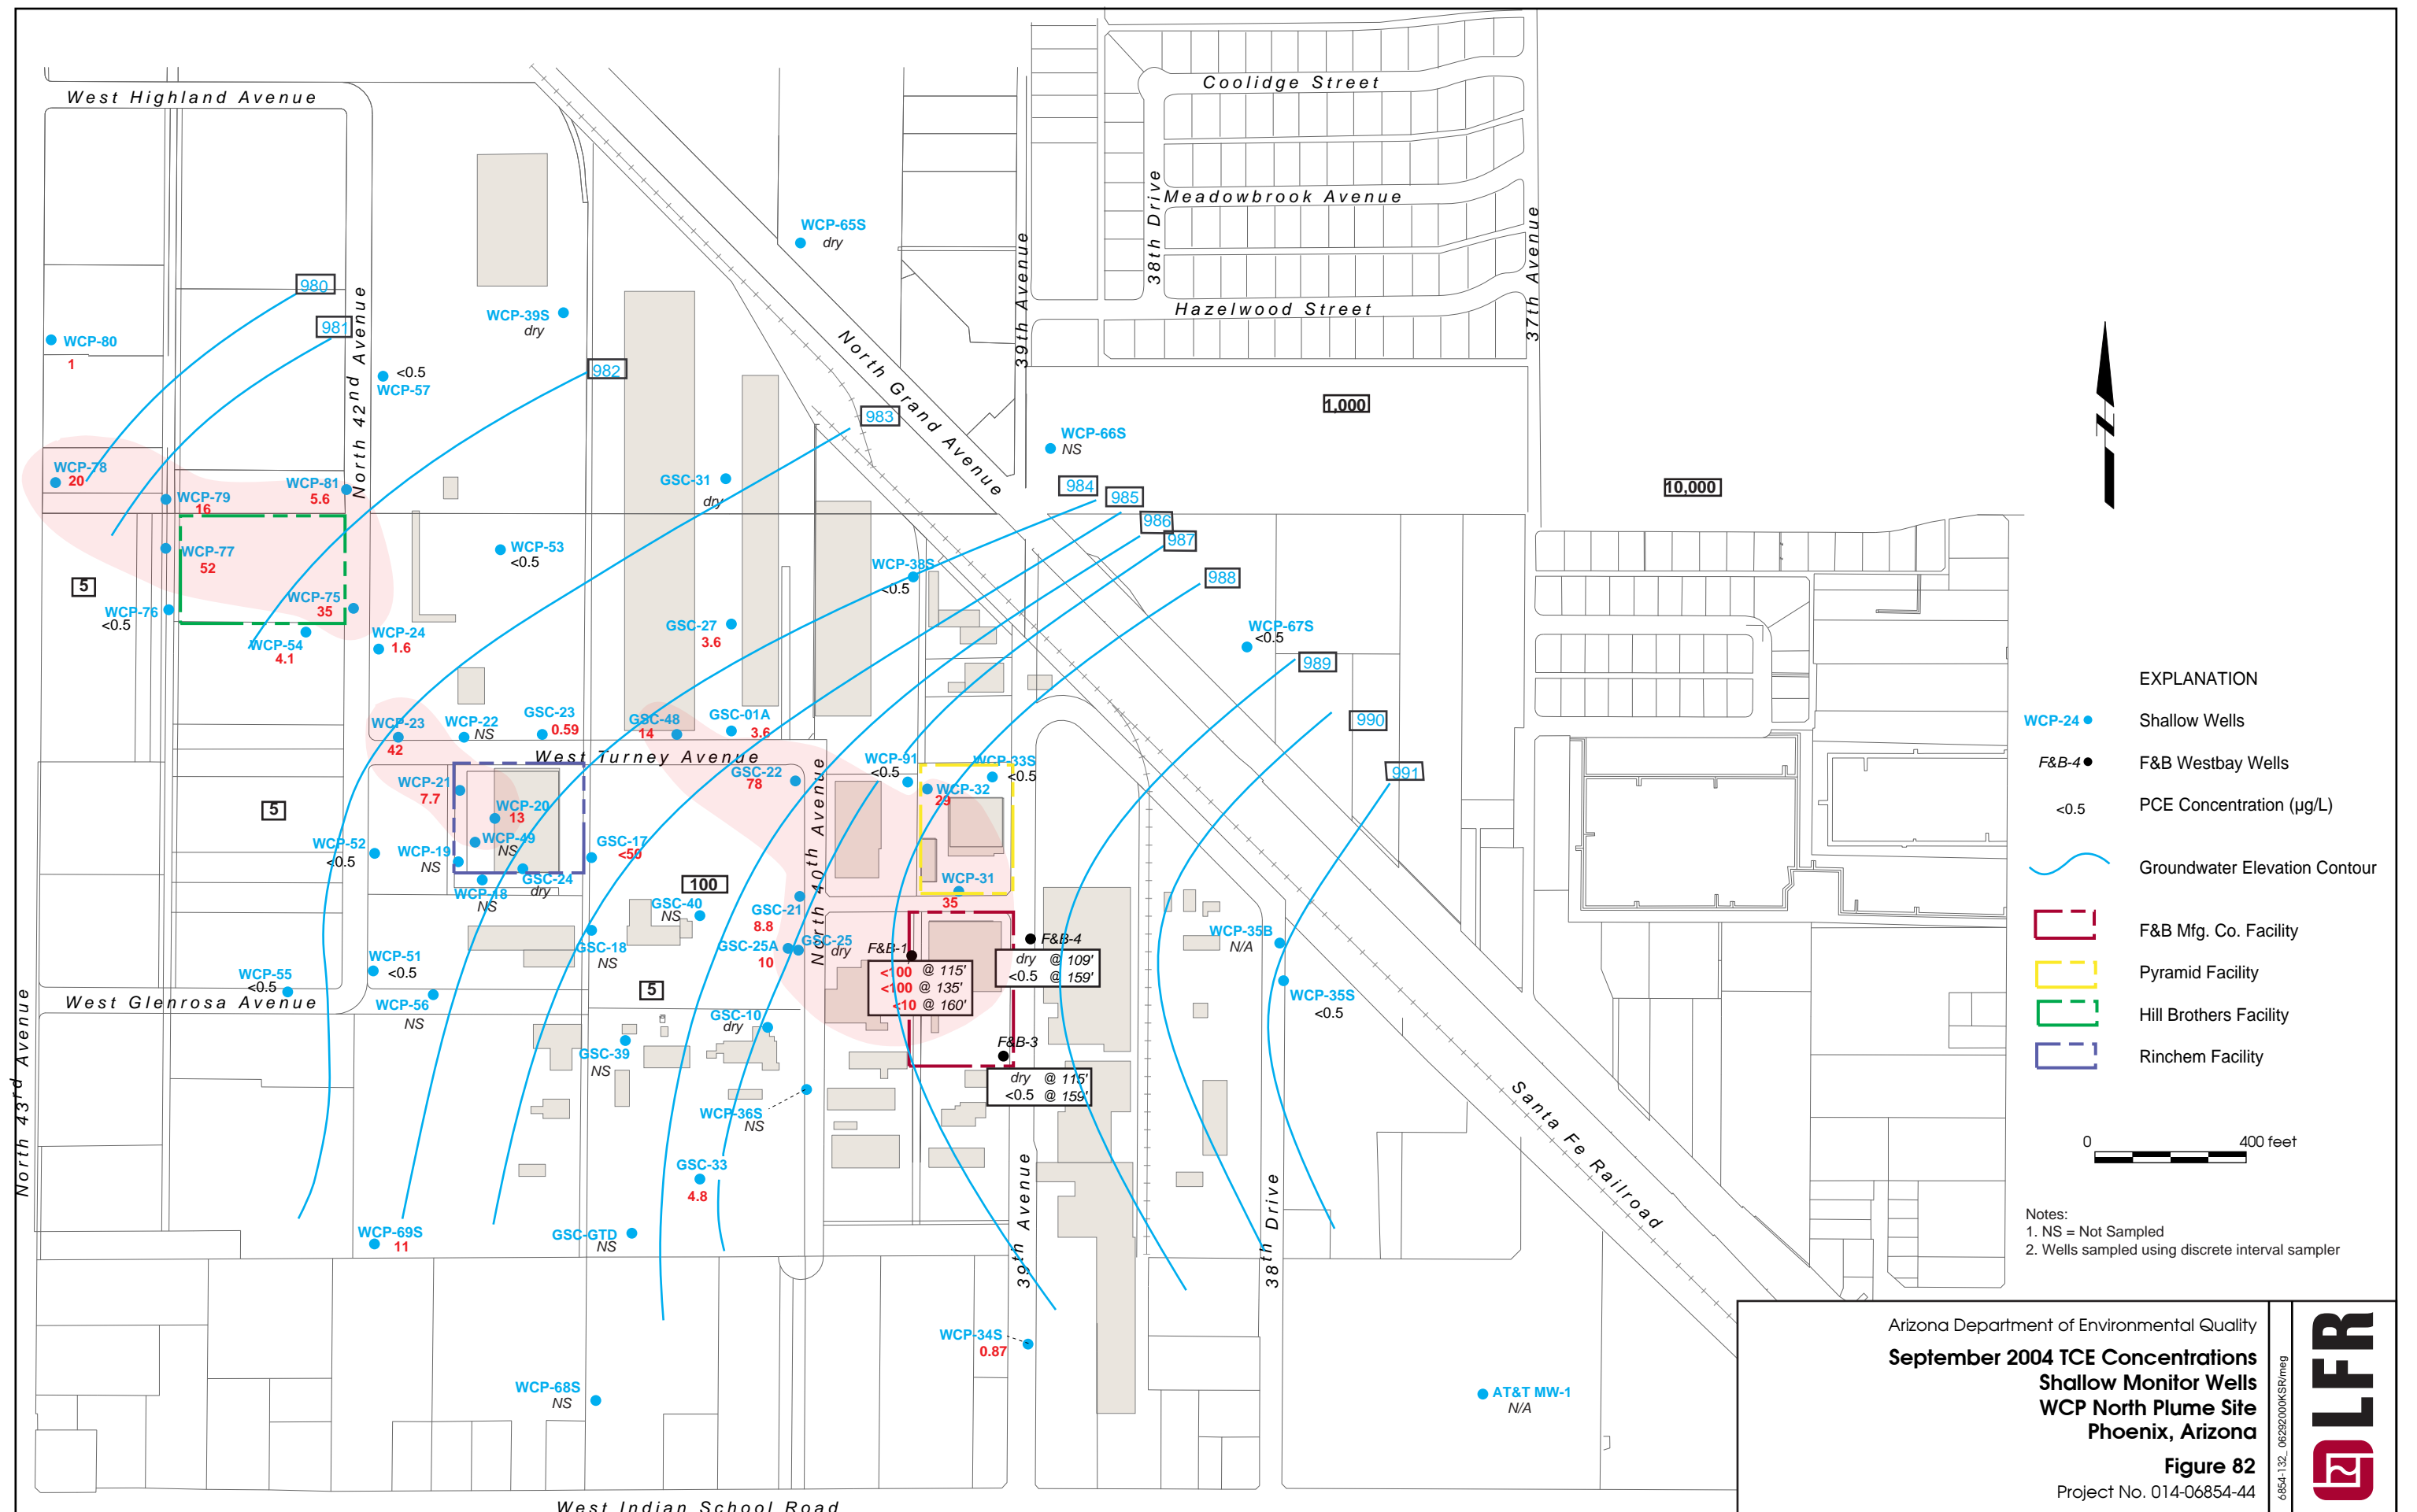 West Highland Avenue
Coolidge Street
Meadowbrook Avenue
Hazelwood Street
38th Drive
39th Avenue
37th Avenue
North 42nd Avenue
North Grand Avenue
WCP-65S
dry
980
981
WCP-39S
dry
WCP-80
1
<0.5
WCP-57
982
983
1,000
WCP-66S
NS
WCP-78
20
WCP-79
16
WCP-81
5.6
GSC-31
dry
984
985
986
987
988
10,000
WCP-77
52
5
WCP-53
<0.5
WCP-38S
<0.5
WCP-76
<0.5
WCP-75
35
WCP-54
4.1
WCP-24
1.6
GSC-27
3.6
WCP-67S
<0.5
989
990
991
WCP-23
42
WCP-22
NS
GSC-23
0.59
GSC-48
14
GSC-01A
3.6
West Turney Avenue
GSC-22
78
WCP-91
<0.5
WCP-33S
<0.5
WCP-32
29
WCP-21
7.7
WCP-20
13
5
WCP-49
NS
WCP-52
<0.5
WCP-19
NS
GSC-17
<50
GSC-24
dry
WCP-18
NS
100
North 40th Avenue
WCP-31
35
GSC-40
NS
GSC-21
8.8
GSC-18
NS
GSC-25A
10
GSC-25
dry
F&B-1
<100 @ 115'
<100 @ 135'
<10 @ 160'
F&B-4
dry @ 109'
<0.5 @ 159'
WCP-35B
N/A
WCP-35S
<0.5
WCP-51
<0.5
WCP-55
<0.5
5
West Glenrosa Avenue
WCP-56
NS
GSC-10
dry
GSC-39
NS
F&B-3
dry @ 115'
<0.5 @ 159'
WCP-36S
NS
North 43rd Avenue
GSC-33
4.8
39th Avenue
38th Drive
Santa Fe Railroad
WCP-69S
11
GSC-GTD
NS
WCP-34S
0.87
WCP-68S
NS
AT&T MW-1
N/A
West Indian School Road
EXPLANATION
WCP-24 Shallow Wells
F&B-4 F&B Westbay Wells
<0.5 PCE Concentration (µg/L)
Groundwater Elevation Contour
F&B Mfg. Co. Facility
Pyramid Facility
Hill Brothers Facility
Rinchem Facility
0 400 feet
Notes:
1. NS = Not Sampled
2. Wells sampled using discrete interval sampler
Arizona Department of Environmental Quality
September 2004 TCE Concentrations
Shallow Monitor Wells
WCP North Plume Site
Phoenix, Arizona
Figure 82
Project No. 014-06854-44
6854-132_ 06292000KSR/meg
LFR